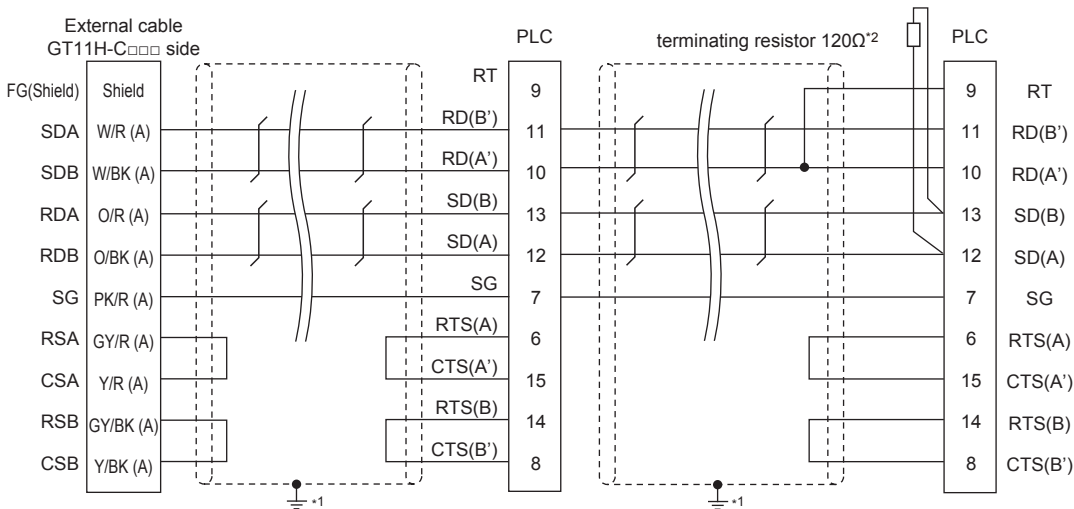 External cable
GT11H-C□□□ side
PLC
terminating resistor 120Ω*2
PLC
FG(Shield) Shield RT 9 9 RT
SDA W/R (A) RD(B’) 11 11 RD(B’)
SDB W/BK (A) RD(A’) 10 10 RD(A’)
RDA O/R (A) SD(B) 13 13 SD(B)
RDB O/BK (A) SD(A) 12 12 SD(A)
SG PK/R (A) SG 7 7 SG
RSA GY/R (A) RTS(A) 6 6 RTS(A)
CSA Y/R (A) CTS(A’) 15 15 CTS(A’)
RSB GY/BK (A) RTS(B) 14 14 RTS(B)
CSB Y/BK (A) CTS(B’) 8 8 CTS(B’)
*1 *1